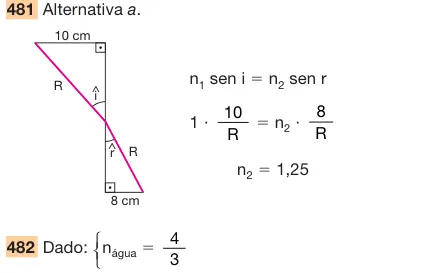 481 Alternativa a.
10 cm
R
î
n₁ sen i = n₂ sen r
1 · 10/R = n₂ · 8/R
r̂ R
n₂ = 1,25
8 cm
482 Dado: { nágua = 4/3